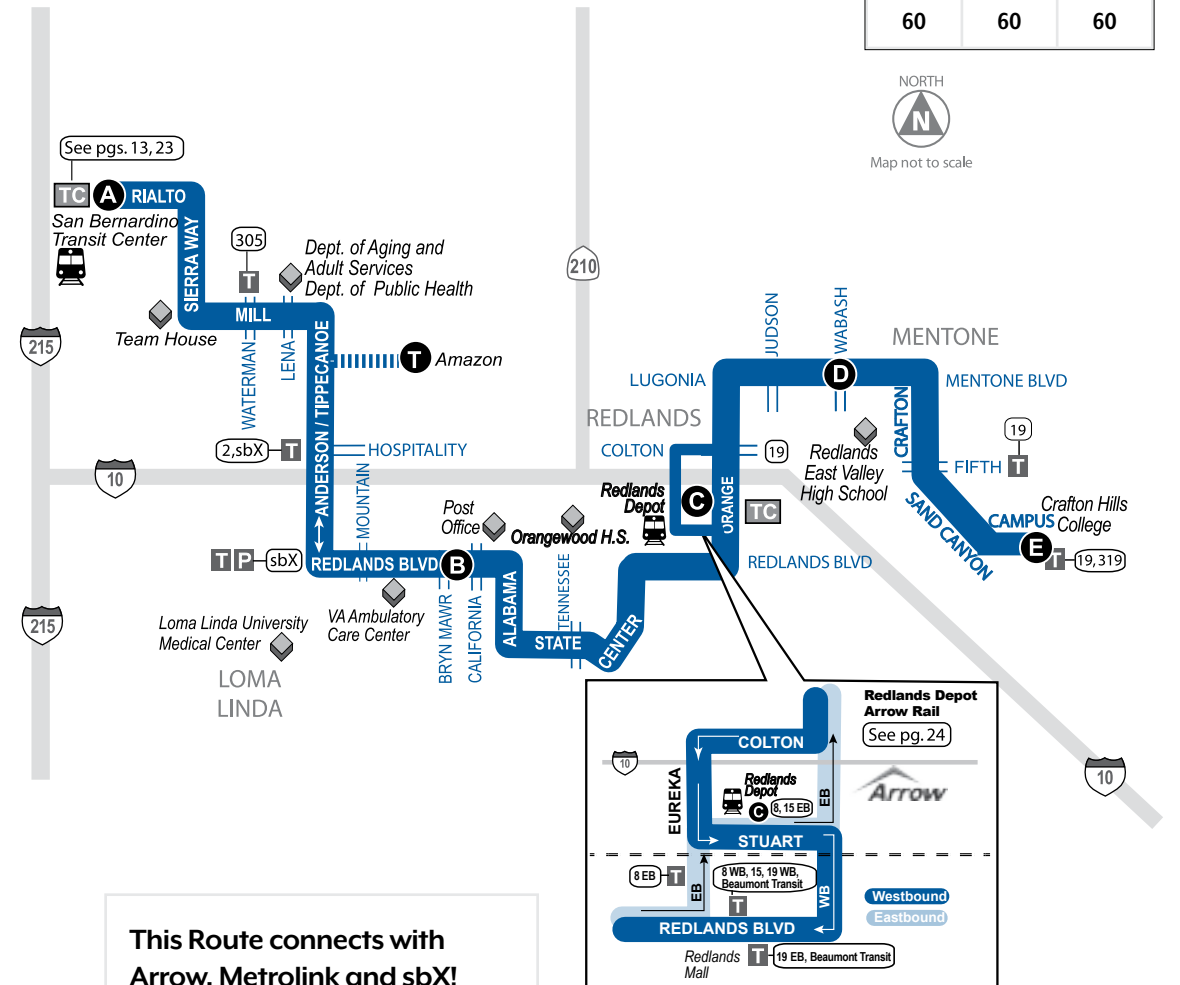 60 60 60
NORTH
N
Map not to scale
See pgs. 13, 23
TC A RIALTO
San Bernardino
Transit Center
SIERRA WAY
305
T
Dept. of Aging and
Adult Services
Dept. of Public Health
210
MILL
Team House
215
WATERMAN
LENA
ANDERSON / TIPPECANOE
T Amazon
JUDSON
WABASH
MENTONE
LUGONIA
D
MENTONE BLVD
CRAFTON
REDLANDS
COLTON
19
Redlands
East Valley
High School
19
FIFTH T
2,sbX T
HOSPITALITY
10
MOUNTAIN
Post
Office
Orangewood H.S.
Redlands
Depot
C
ORANGE
TC
SAND CANYON
CAMPUS
Crafton Hills
College
E
T 19, 319
T P sbX
REDLANDS BLVD B
REDLANDS BLVD
TENNESSEE
215
Loma Linda University
Medical Center
VA Ambulatory
Care Center
BRYN MAWR
CALIFORNIA
ALABAMA
STATE
CENTER
LOMA
LINDA
10
Redlands Depot
Arrow Rail
See pg. 24
COLTON
10
Arrow
EUREKA
Redlands
Depot
C 8, 15 EB
EB
STUART
8 EB T
EB
8 WB, 15, 19 WB,
Beaumont Transit
T
WB
Westbound
Eastbound
REDLANDS BLVD
Redlands
Mall
T 19 EB, Beaumont Transit
This Route connects with
Arrow, Metrolink and sbX!